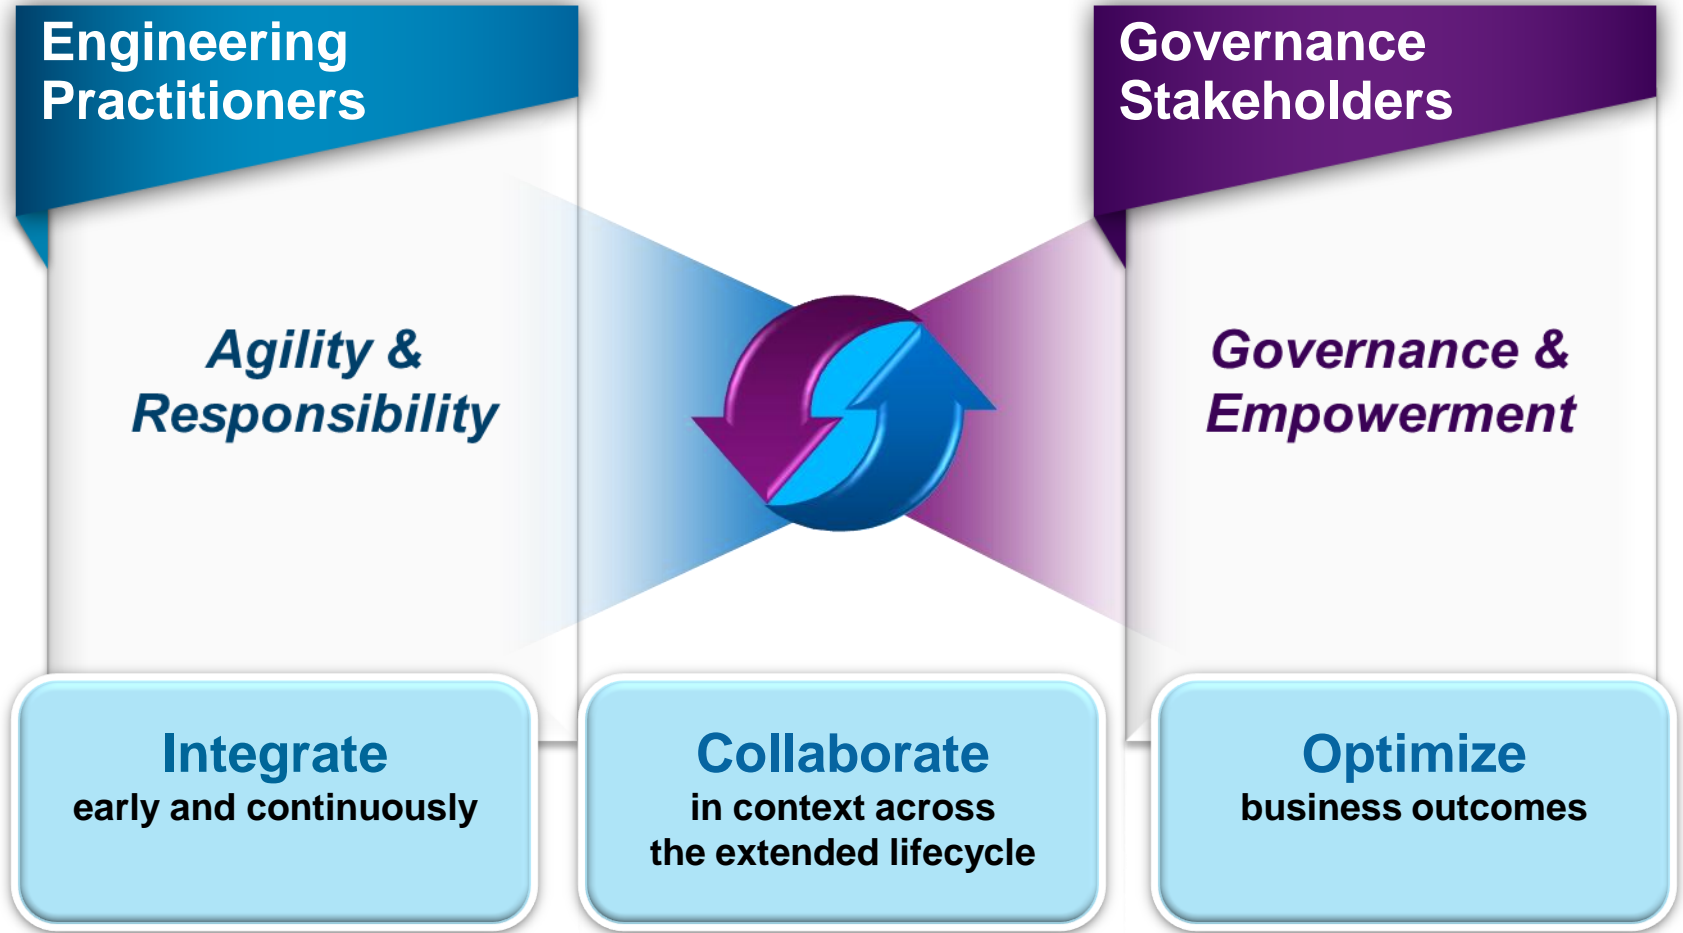 Engineering
Practitioners
Governance
Stakeholders
Agility &
Responsibility
Governance &
Empowerment
Integrate
early and continuously
Collaborate
in context across
the extended lifecycle
Optimize
business outcomes